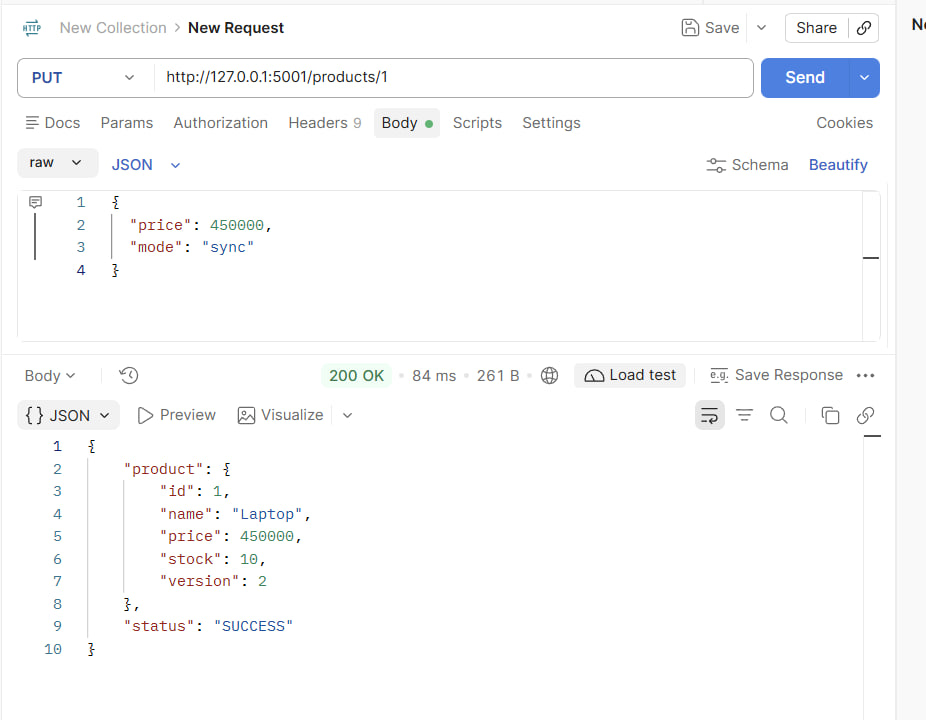 HTTP New Collection > New Request Save Share
PUT http://127.0.0.1:5001/products/1 Send
Docs Params Authorization Headers 9 Body Scripts Settings Cookies
raw JSON Schema Beautify
1 {
2 "price": 450000,
3 "mode": "sync"
4 }
Body 200 OK • 84 ms • 261 B • e.g. Load test Save Response
{} JSON Preview Visualize
1 {
2 "product": {
3 "id": 1,
4 "name": "Laptop",
5 "price": 450000,
6 "stock": 10,
7 "version": 2
8 },
9 "status": "SUCCESS"
10 }